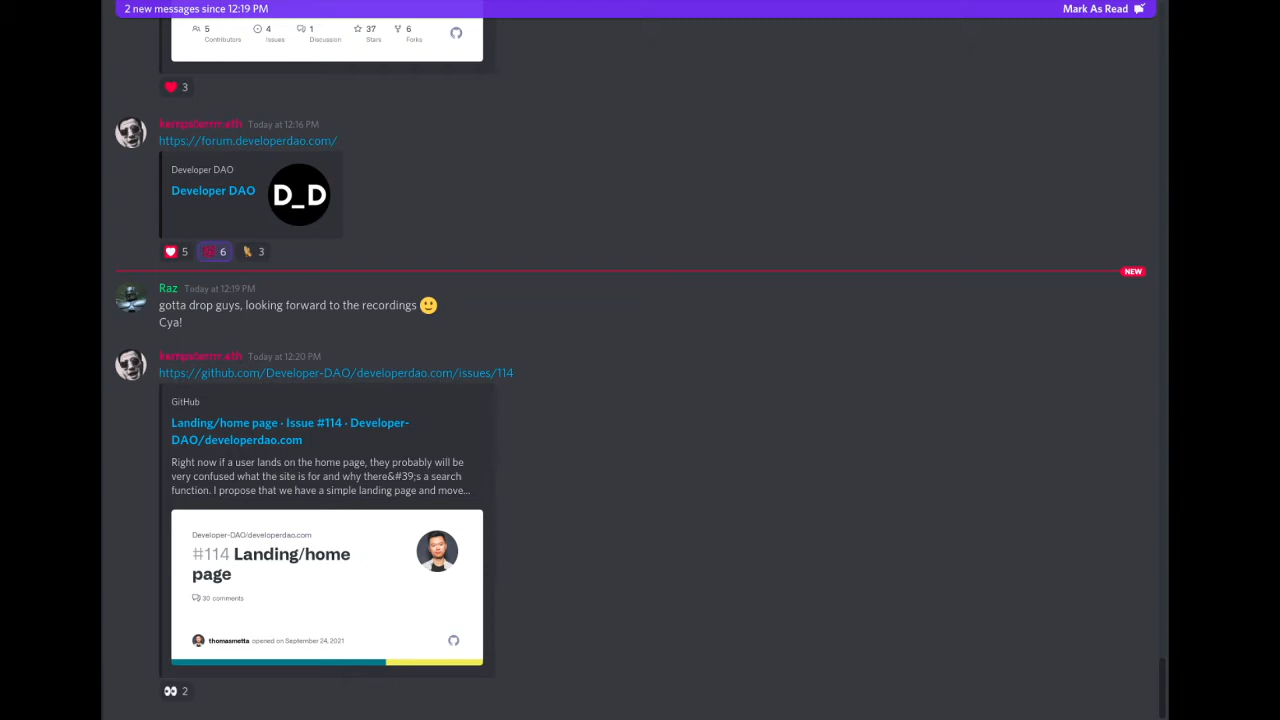 2 new messages since 12:19 PM
Mark As Read
5
4
1
37
6
Contributors
Issues
Discussion
Stars
Forks
3
kempsterrrr.eth Today at 12:16 PM
https://forum.developerdao.com/
Developer DAO
Developer DAO
D_D
5
6
3
NEW
Raz Today at 12:19 PM
gotta drop guys, looking forward to the recordings
Cya!
kempsterrrr.eth Today at 12:20 PM
https://github.com/Developer-DAO/developerdao.com/issues/114
GitHub
Landing/home page · Issue #114 · Developer-
DAO/developerdao.com
Right now if a user lands on the home page, they probably will be
very confused what the site is for and why there&#39;s a search
function. I propose that we have a simple landing page and move...
Developer-DAO/developerdao.com
#114 Landing/home
page
30 comments
thomasmetta opened on September 24, 2021
2